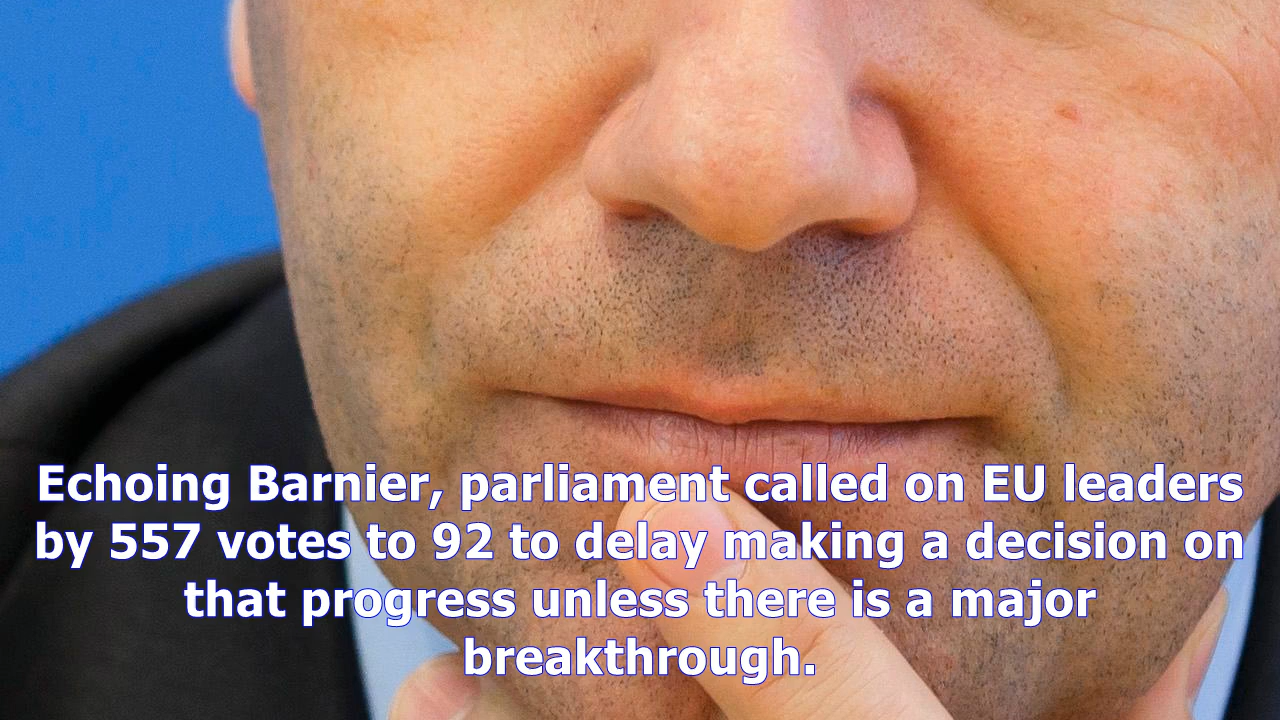 Echoing Barnier, parliament called on EU leaders
by 557 votes to 92 to delay making a decision on
that progress unless there is a major
breakthrough.